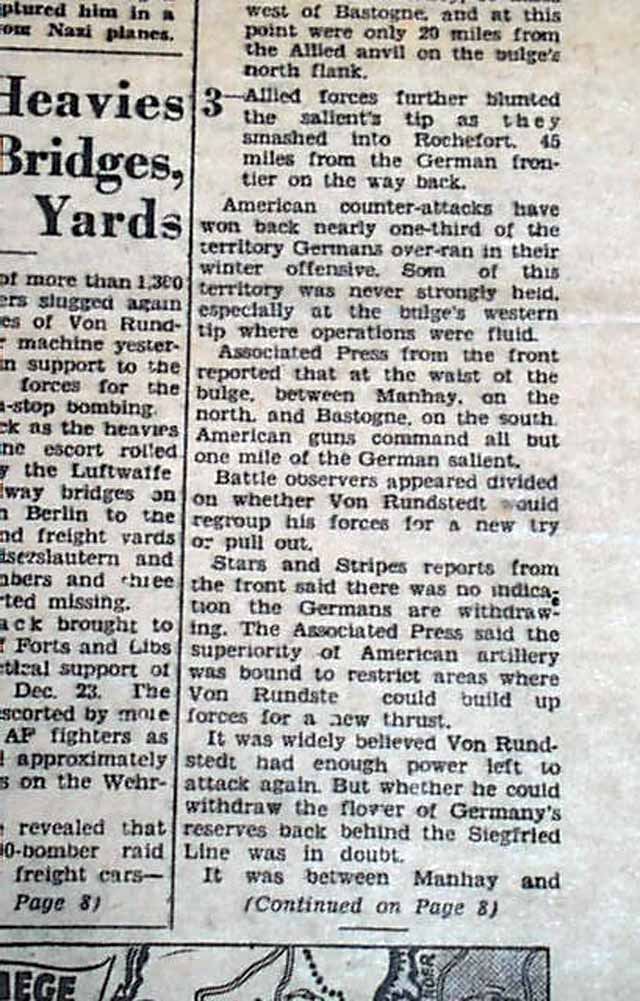 ptured him in a
our Nazi planes.
Heavies
Bridges,
Yards
of more than 1,300
ers slugged again
es of Von Rund-
r machine yester-
in support to the
forces for the
a-stop bombing.
ck as the heavies
nc escort rolled
y the Luftwaffe
lway bridges on
n Berlin to the
nd freight yards
iserslautern and
mbers and three
rted missing.
ack brought to
f Forts and Libs
ctical support of
Dec. 23. The
escorted by more
AF fighters as
d approximately
s on the Wehr-
e revealed that
00-bomber raid
freight cars—
Page 8)
west of Bastogne, and at this
point were only 20 miles from
the Allied anvil on the bulge's
north flank.
3—Allied forces further blunted
the salient's tip as they
smashed into Rochefort, 45
miles from the German fron-
tier on the way back.
American counter-attacks have
won back nearly one-third of the
territory Germans over-ran in their
winter offensive. Som of this
territory was never strongly held,
especially at the bulge's western
tip where operations were fluid.
Associated Press from the front
reported that at the waist of the
bulge, between Manhay, on the
north, and Bastogne, on the south,
American guns command all but
one mile of the German salient.
Battle observers appeared divided
on whether Von Rundstedt would
regroup his forces for a new try
or pull out.
Stars and Stripes reports from
the front said there was no indica-
tion the Germans are withdraw-
ing. The Associated Press said the
superiority of American artillery
was bound to restrict areas where
Von Rundste could build up
forces for a new thrust.
It was widely believed Von Rund-
stedt had enough power left to
attack again. But whether he could
withdraw the flower of Germany's
reserves back behind the Siegfried
Line was in doubt.
It was between Manhay and
(Continued on Page 8)
IEGE